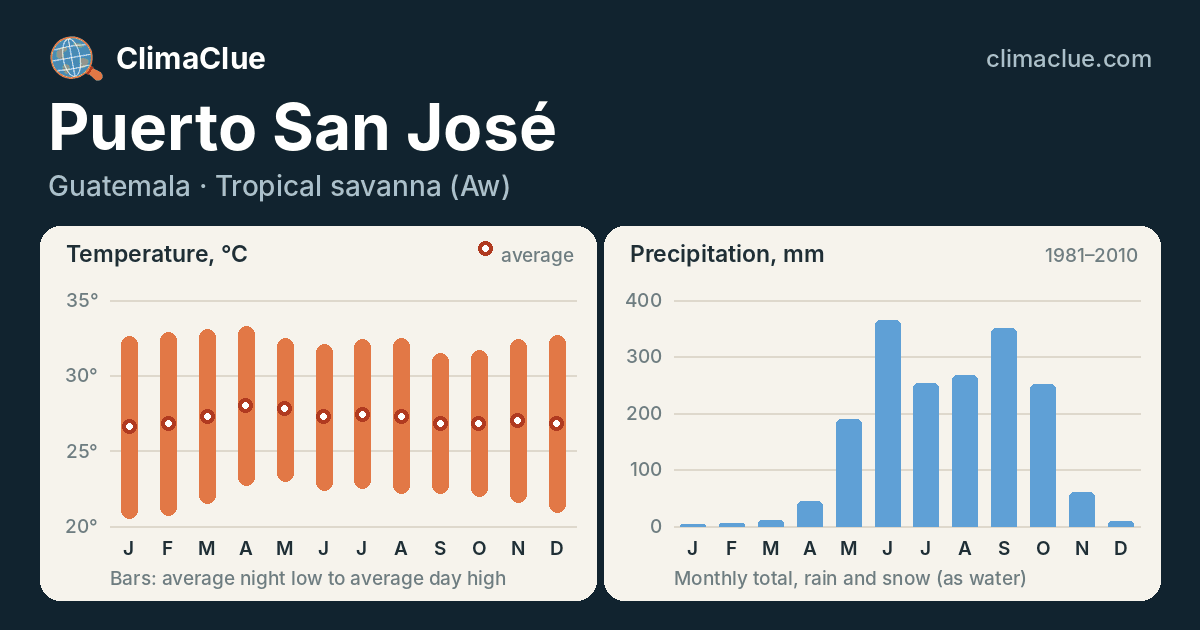 ClimaClue
climaclue.com
Puerto San José
Guatemala · Tropical savanna (Aw)
Temperature, °C
average
35°
30°
25°
20°
J F M A M J J A S O N D
Bars: average night low to average day high
Precipitation, mm
1981–2010
400
300
200
100
0
J F M A M J J A S O N D
Monthly total, rain and snow (as water)